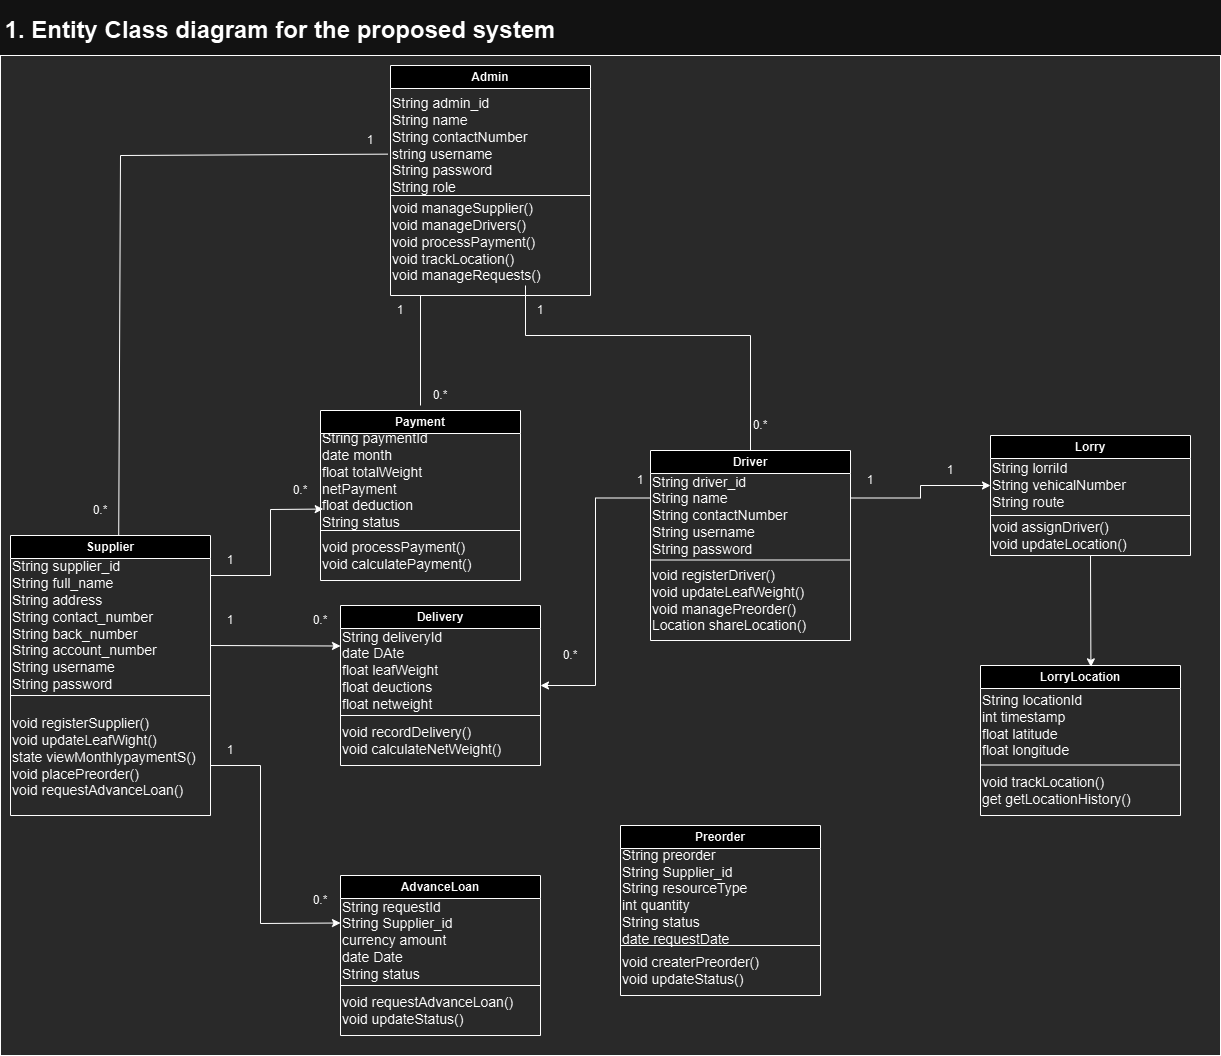 1. Entity Class diagram for the proposed system
Admin
String admin_id
String name
String contactNumber
string username
String password
String role
void manageSupplier()
void manageDrivers()
void processPayment()
void trackLocation()
void manageRequests()
1
1
1
0.*
0.*
0.*
Payment
String paymentId
date month
float totalWeight
netPayment
float deduction
String status
void processPayment()
void calculatePayment()
0.*
1
Driver
String driver_id
String name
String contactNumber
String username
String password
void registerDriver()
void updateLeafWeight()
void managePreorder()
Location shareLocation()
1
0.*
1
1
Lorry
String lorriId
String vehicalNumber
String route
void assignDriver()
void updateLocation()
Supplier
String supplier_id
String full_name
String address
String contact_number
String back_number
String account_number
String username
String password
void registerSupplier()
void updateLeafWight()
state viewMonthlypaymentS()
void placePreorder()
void requestAdvanceLoan()
1
0.*
Delivery
String deliveryId
date DAte
float leafWeight
float deuctions
float netweight
void recordDelivery()
void calculateNetWeight()
LorryLocation
String locationId
int timestamp
float latitude
float longitude
void trackLocation()
get getLocationHistory()
1
0.*
AdvanceLoan
String requestId
String Supplier_id
currency amount
date Date
String status
void requestAdvanceLoan()
void updateStatus()
Preorder
String preorder
String Supplier_id
String resourceType
int quantity
String status
date requestDate
void createrPreorder()
void updateStatus()